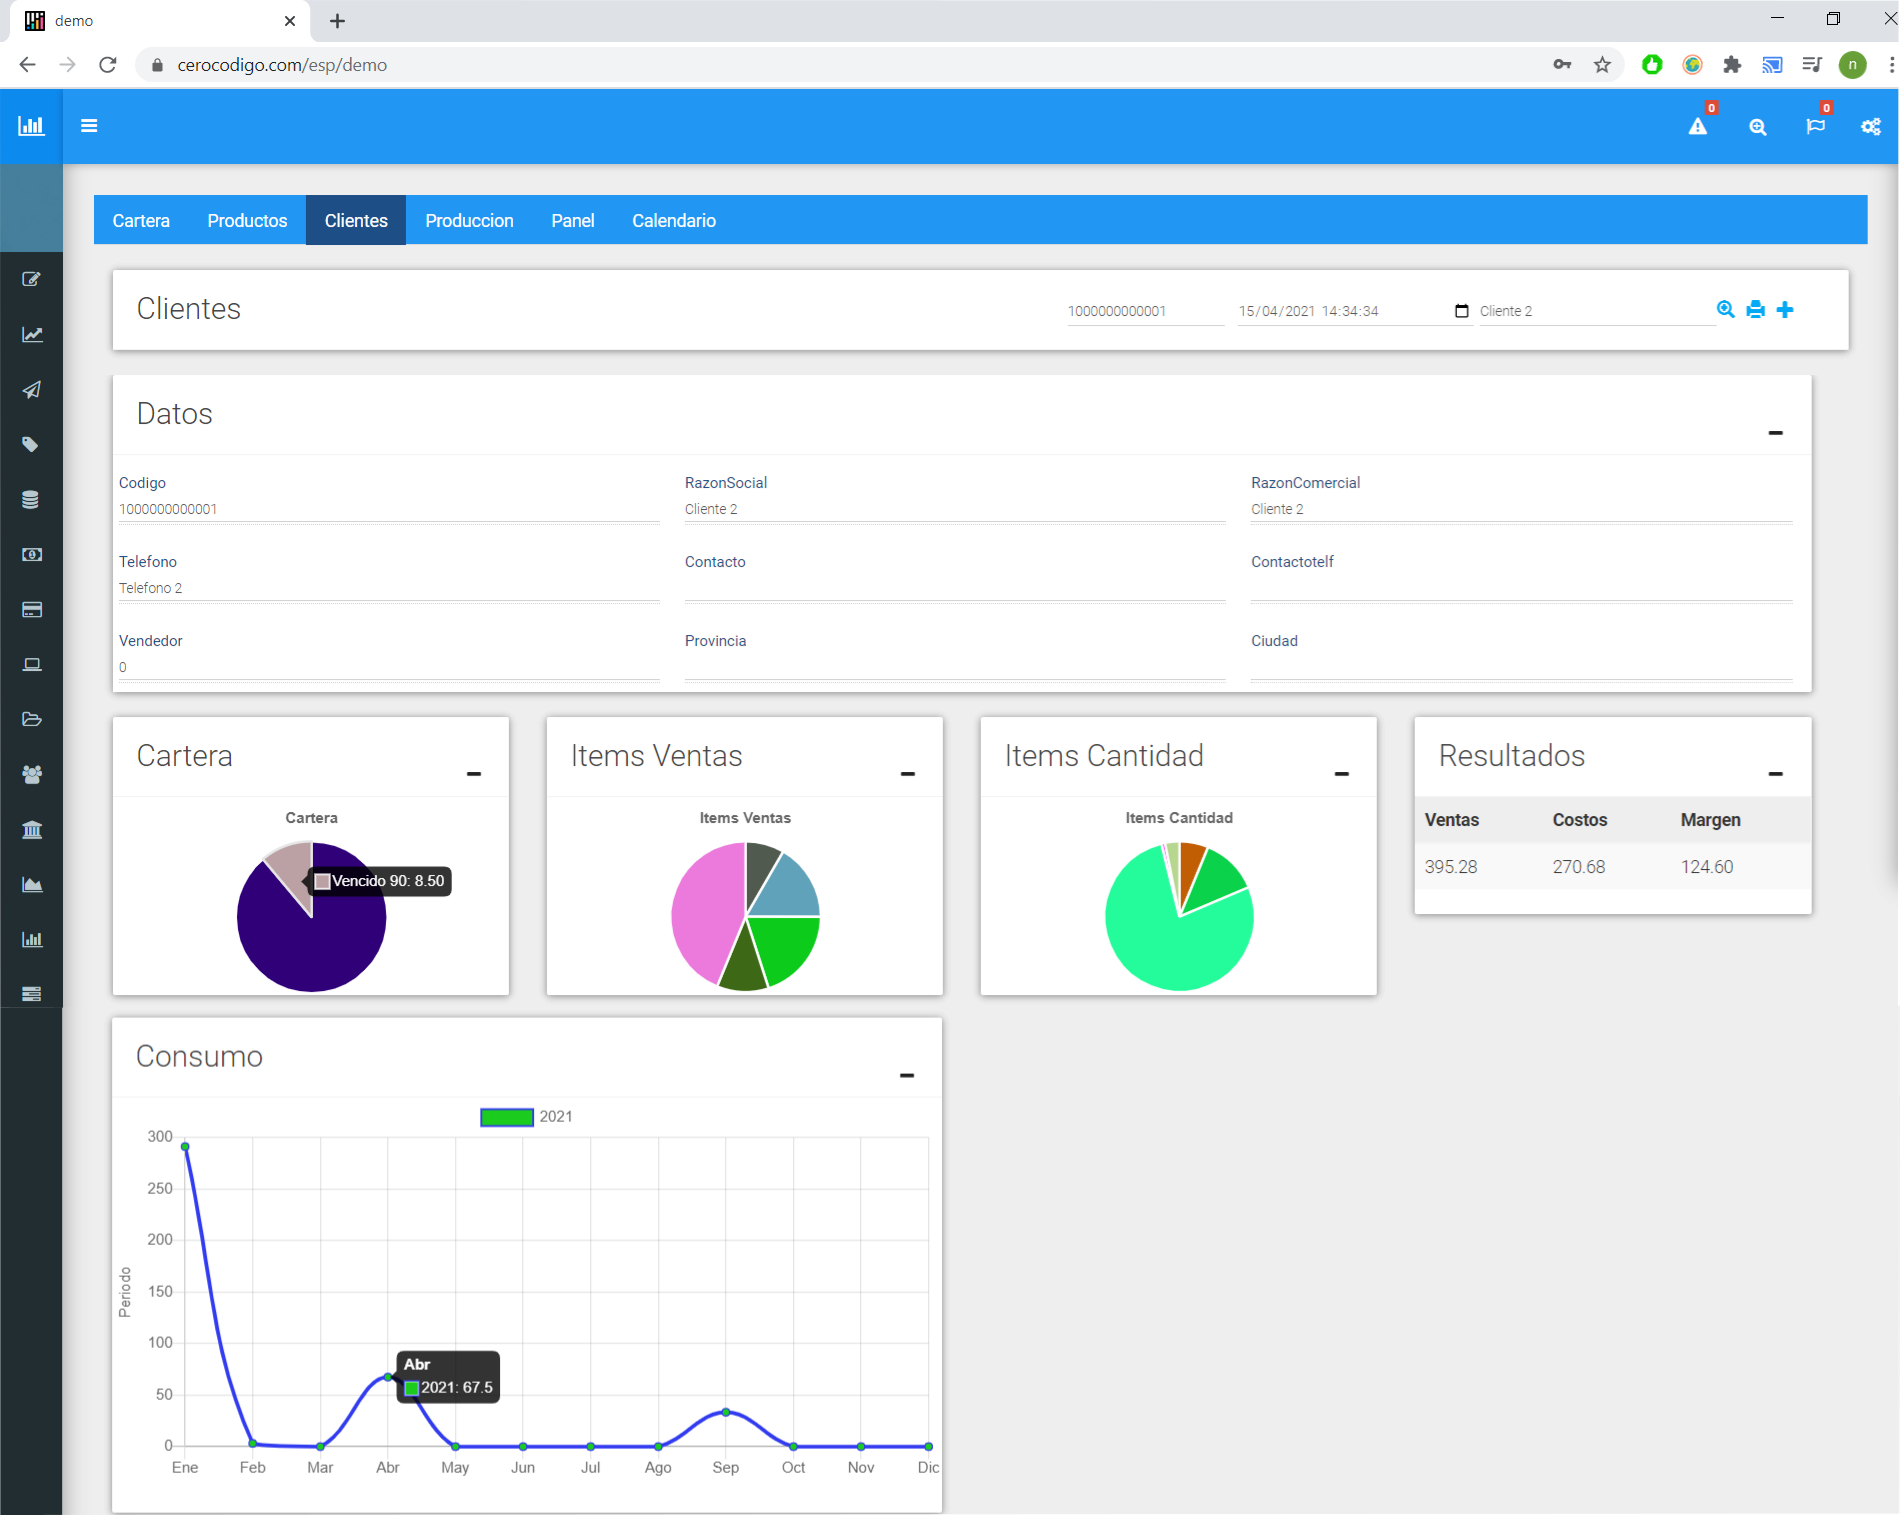 demo
cerocodigo.com/esp/demo
n
0
0
Cartera Productos Clientes Produccion Panel Calendario
Clientes
1000000000001 15/04/2021 14:34:34 Cliente 2
Datos
Codigo RazonSocial RazonComercial
1000000000001 Cliente 2 Cliente 2
Telefono Contacto Contactotelf
Telefono 2
Vendedor Provincia Ciudad
0
Cartera Items Ventas Items Cantidad Resultados
Cartera Items Ventas Items Cantidad
Vencido 90: 8.50
Ventas Costos Margen
395.28 270.68 124.60
Consumo
2021
300
250
200
150
100
50
0
Periodo
Abr
2021: 67.5
Ene Feb Mar Abr May Jun Jul Ago Sep Oct Nov Dic